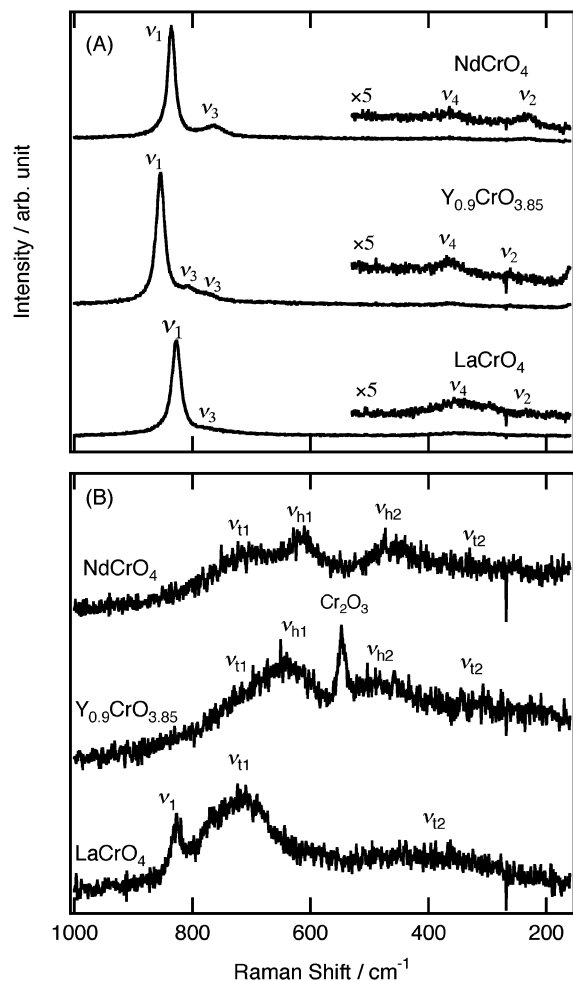 (A)
ν1
ν3
NdCrO4
×5
ν4
ν2
ν1
Y0.9CrO3.85
×5
ν4
ν2
ν3
ν3
ν1
LaCrO4
×5
ν4
ν2
ν3
Intensity / arb. unit
(B)
νt1
νh1
νh2
νt2
NdCrO4
Cr2O3
νh1
νt1
νh2
νt2
Y0.9CrO3.85
νt1
ν1
νt2
LaCrO4
1000 800 600 400 200
Raman Shift / cm-1